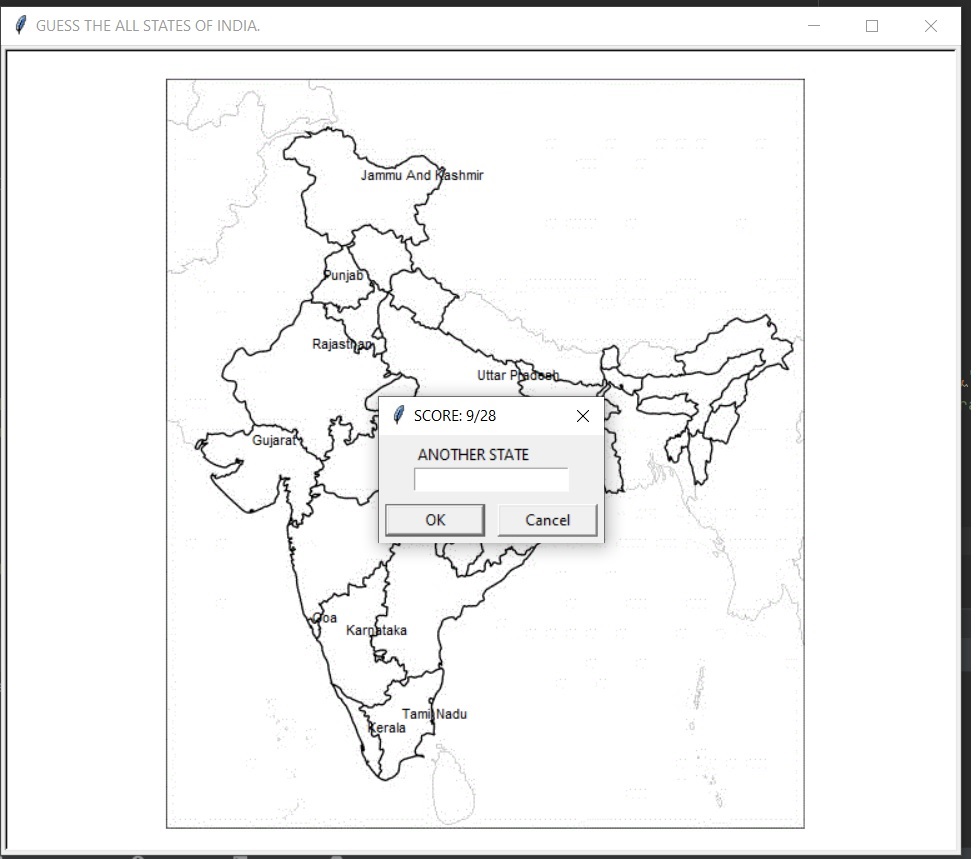 GUESS THE ALL STATES OF INDIA.
Jammu And Kashmir
Punjab
Rajasthan
Uttar Pradesh
SCORE: 9/28
Gujarat
ANOTHER STATE
OK
Cancel
Goa
Karnataka
Tamil Nadu
Kerala